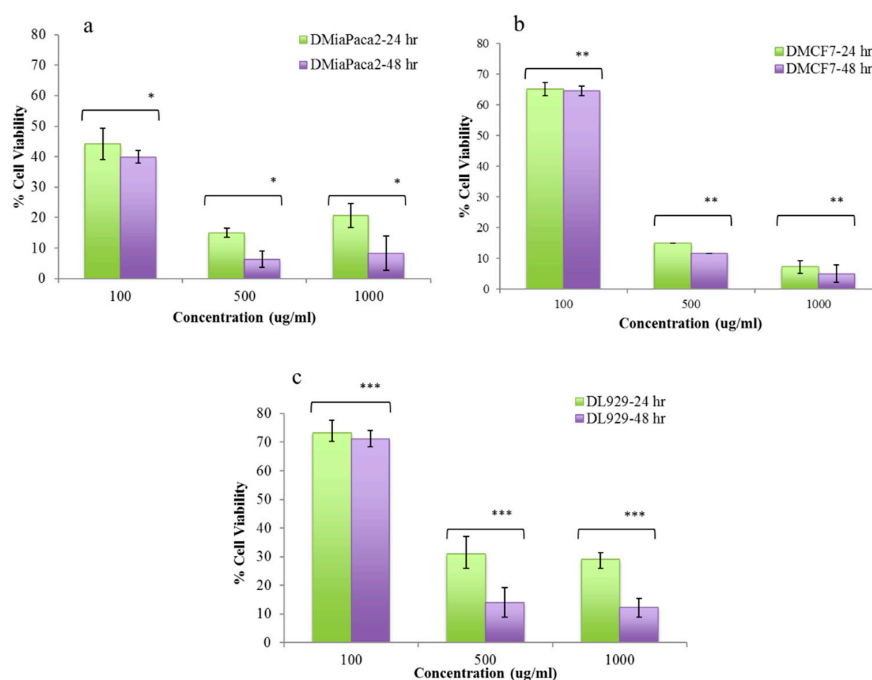 a
DMiaPaca2-24 hr
DMiaPaca2-48 hr
% Cell Viability
80
70
60
50
40
30
20
10
0
*
*
*
100 500 1000
Concentration (ug/ml)
b
DMCF7-24 hr
DMCF7-48 hr
% Cell Viability
80
70
60
50
40
30
20
10
0
**
**
**
100 500 1000
Concentration (ug/ml)
c
DL929-24 hr
DL929-48 hr
% Cell Viability
80
70
60
50
40
30
20
10
0
***
***
***
100 500 1000
Concentration (ug/ml)